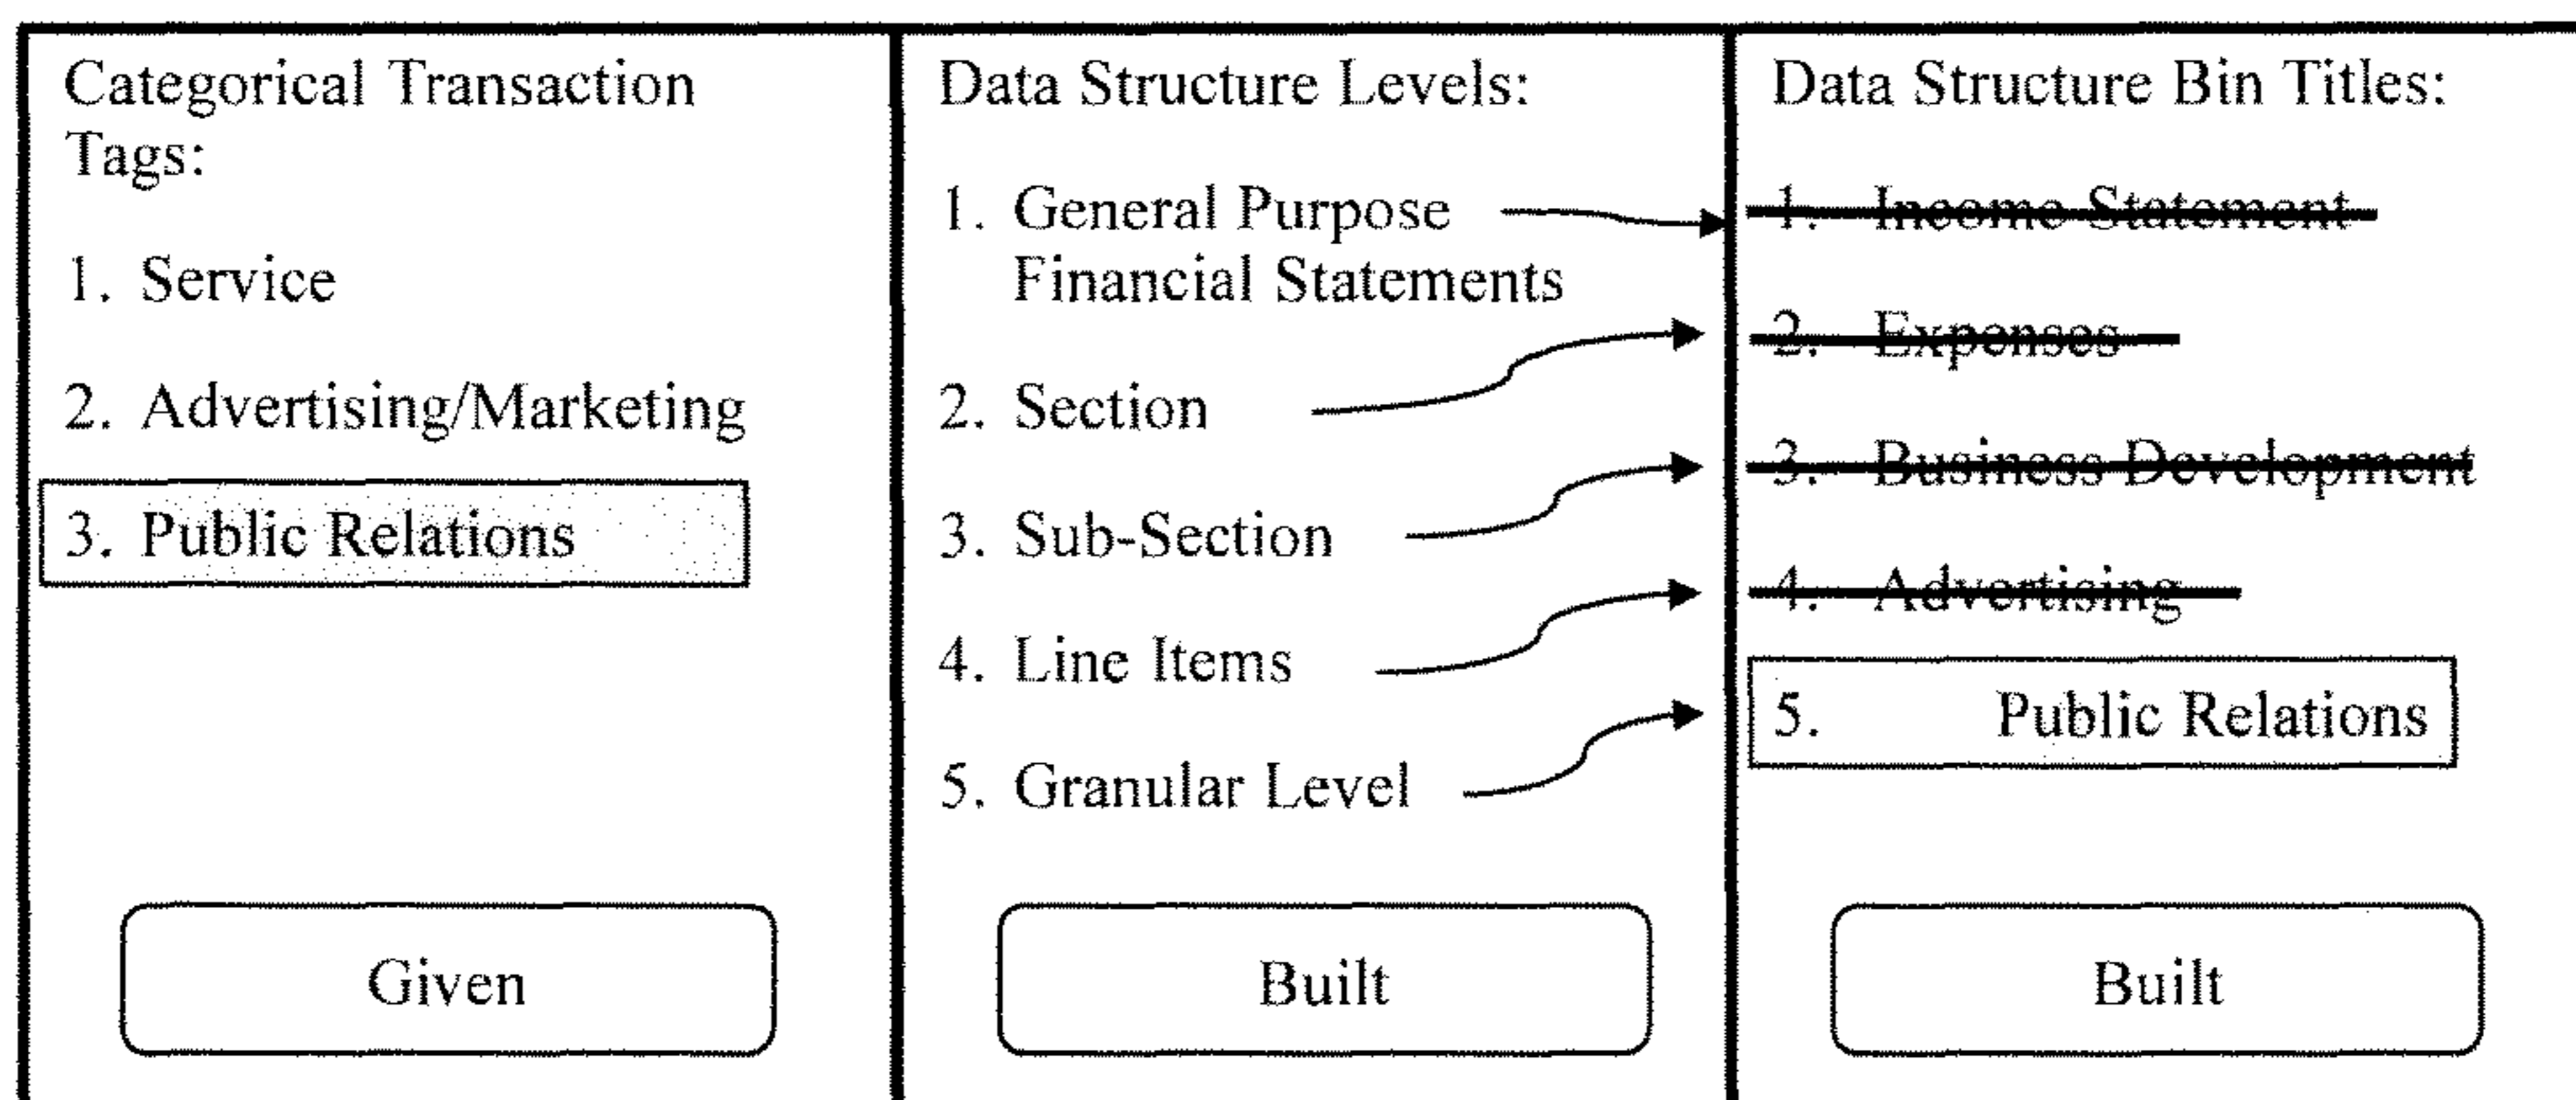 Categorical Transaction
Tags:
1. Service
2. Advertising/Marketing
3. Public Relations
Given
Data Structure Levels:
1. General Purpose
Financial Statements
2. Section
3. Sub-Section
4. Line Items
5. Granular Level
Built
Data Structure Bin Titles:
1. Income Statement
2. Expenses
3. Business Development
4. Advertising
5. Public Relations
Built